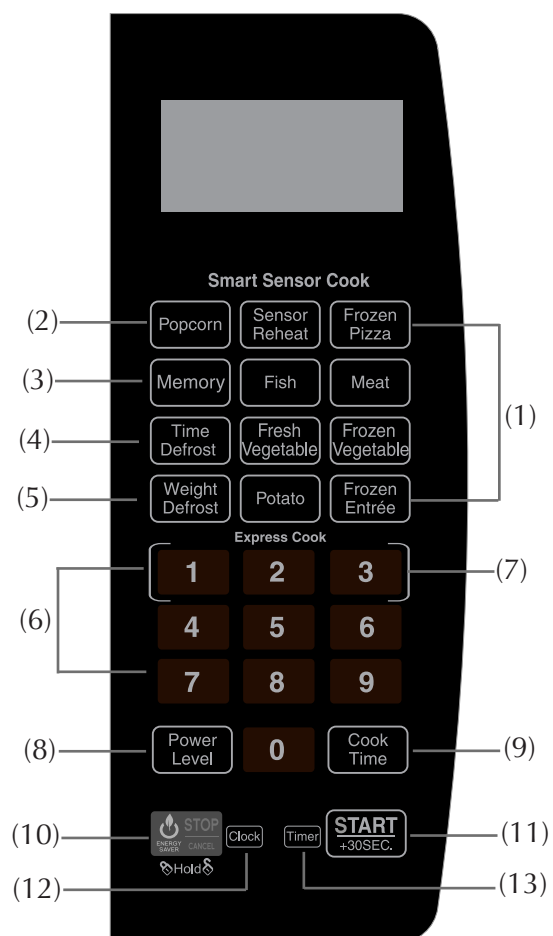 Smart Sensor Cook
(2) Popcorn Sensor Reheat Frozen Pizza
(3) Memory Fish Meat
(1)
(4) Time Defrost Fresh Vegetable Frozen Vegetable
(5) Weight Defrost Potato Frozen Entrée
Express Cook
1 2 3 (7)
(6)
4 5 6
7 8 9
(8) Power Level 0 Cook Time (9)
(10) ENERGY SAVER STOP CANCEL Clock Timer START +30SEC. (11)
Hold
(12) (13)